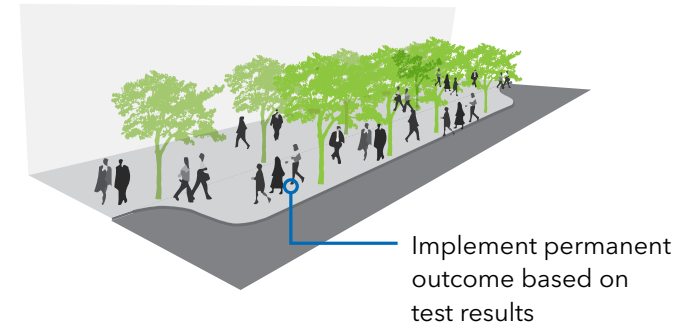 Implement permanent
outcome based on
test results